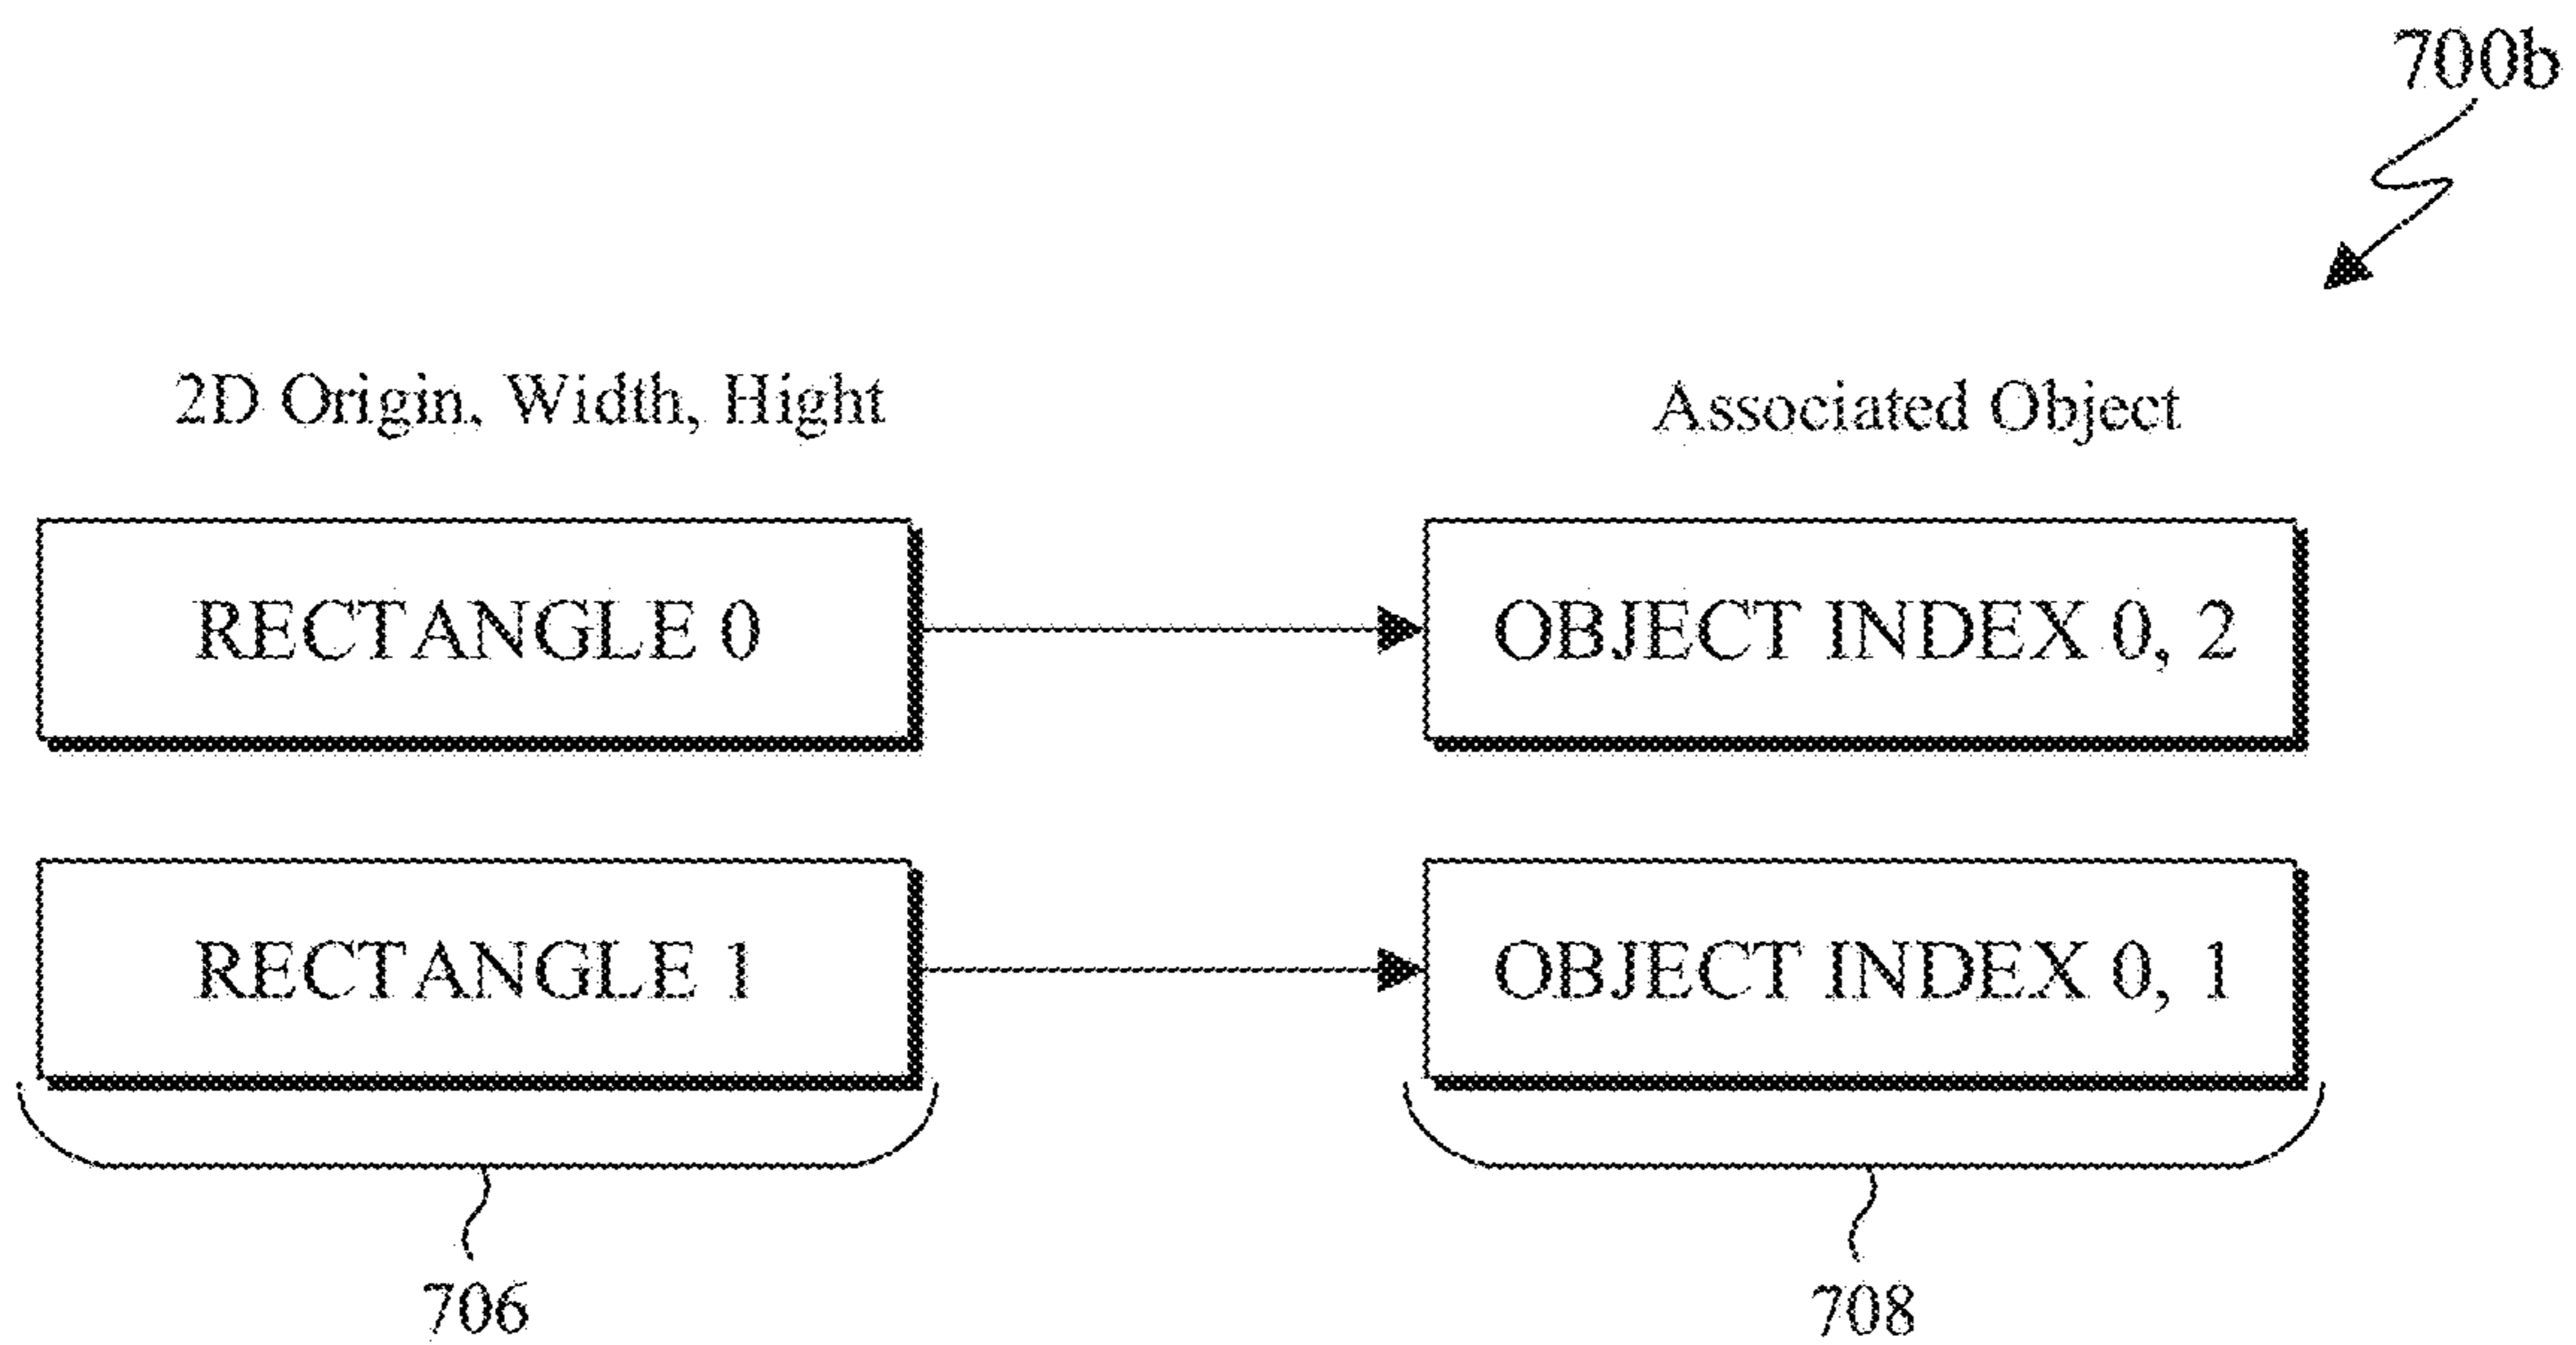 700b
2D Origin, Width, Hight
Associated Object
RECTANGLE 0
OBJECT INDEX 0, 2
RECTANGLE 1
OBJECT INDEX 0, 1
706
708